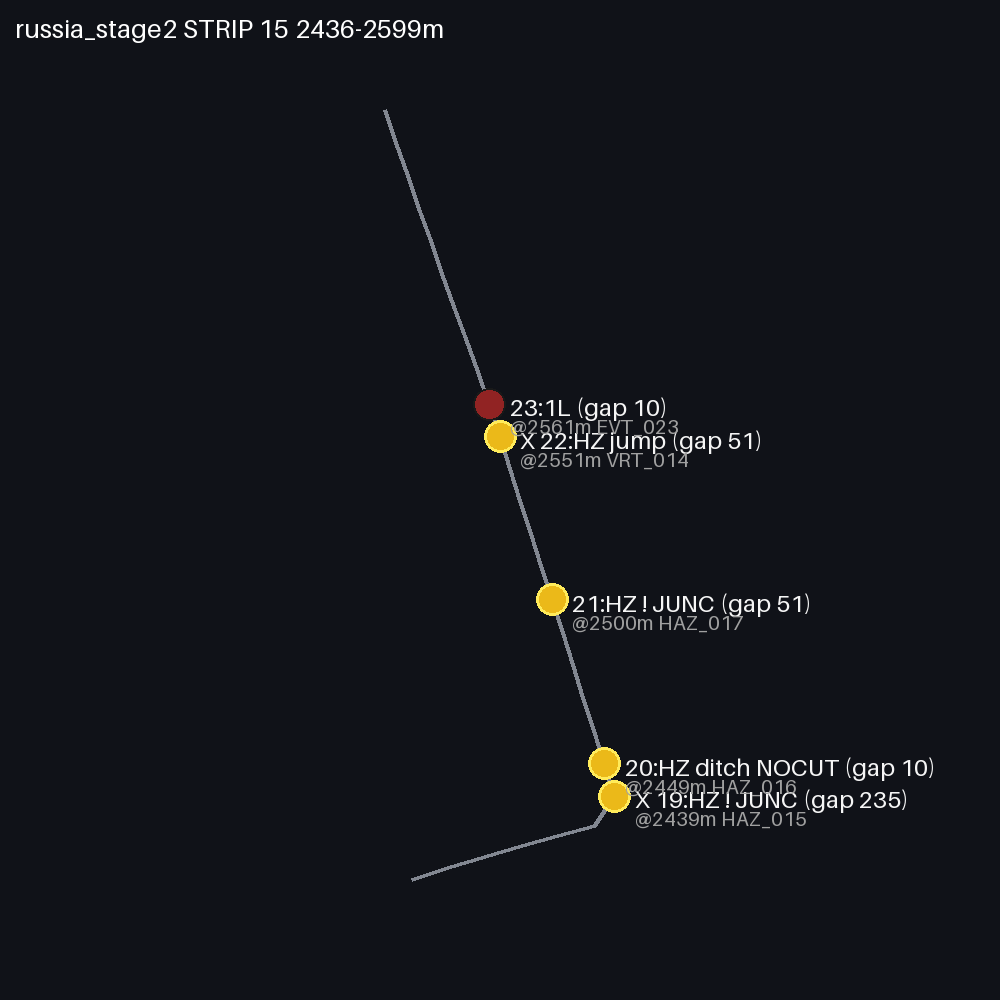 russia_stage2 STRIP 15 2436-2599m
23:1L (gap 10)
@2561m EVT_023
X 22:HZ jump (gap 51)
@2551m VRT_014
21:HZ ! JUNC (gap 51)
@2500m HAZ_017
20:HZ ditch NOCUT (gap 10)
@2449m HAZ_016
X 19:HZ ! JUNC (gap 235)
@2439m HAZ_015